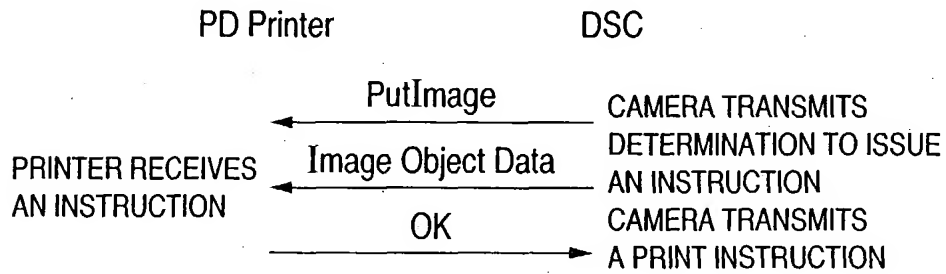 PD Printer
DSC
PutImage
CAMERA TRANSMITS
DETERMINATION TO ISSUE
AN INSTRUCTION
PRINTER RECEIVES
AN INSTRUCTION
Image Object Data
OK
CAMERA TRANSMITS
A PRINT INSTRUCTION